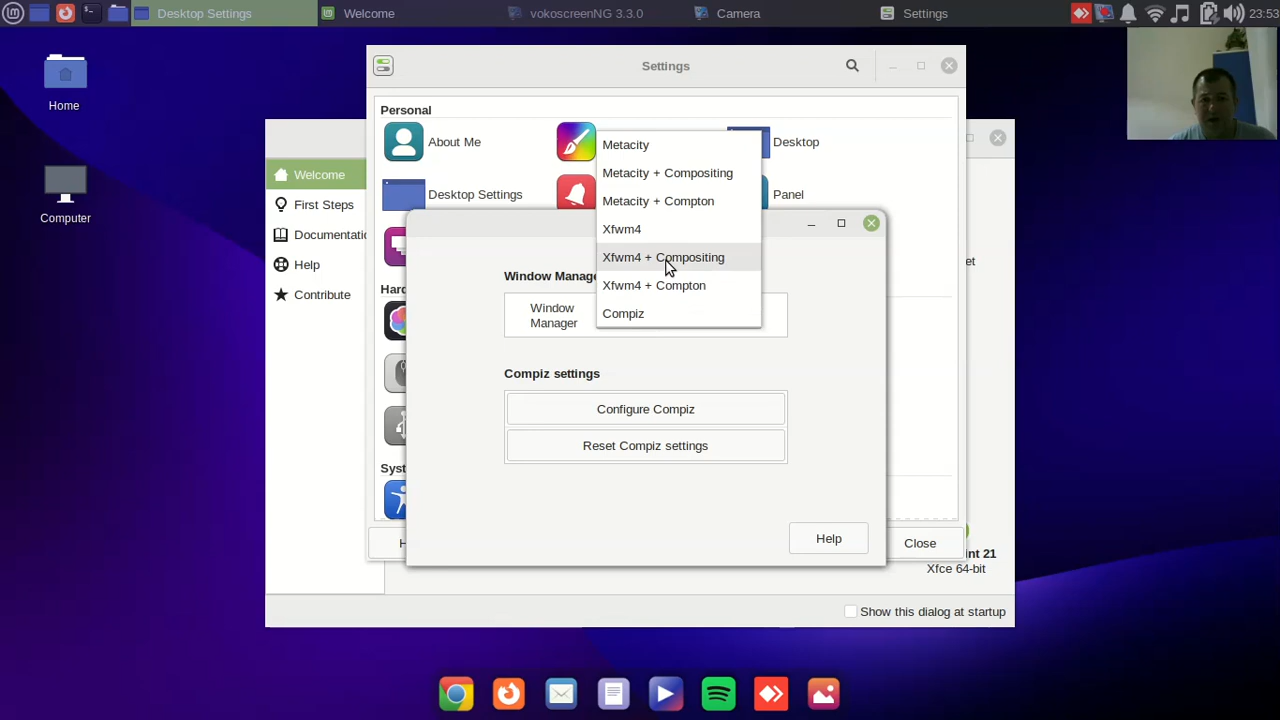 Desktop Settings
Welcome
vokoscreenNG 3.3.0
Camera
Settings
23:53
Home
Computer
Settings
Personal
About Me
Desktop
Desktop Settings
Panel
Welcome
First Steps
Documentati
Help
Contribute
Metacity
Metacity + Compositing
Metacity + Compton
Xfwm4
Xfwm4 + Compositing
Xfwm4 + Compton
Compiz
Window Manage
Window
Manager
Hard
Compiz settings
Configure Compiz
Reset Compiz settings
Syst
et
H
Help
Close
int 21
Xfce 64-bit
Show this dialog at startup